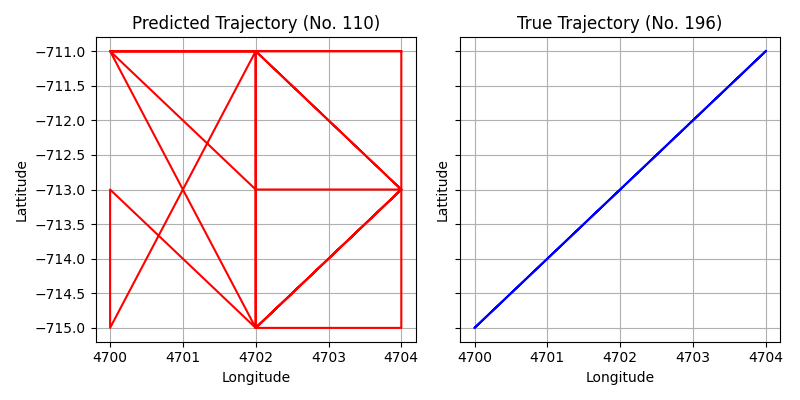 Predicted Trajectory (No. 110)
Lattitude
−711.0
−711.5
−712.0
−712.5
−713.0
−713.5
−714.0
−714.5
−715.0
4700 4701 4702 4703 4704
Longitude
True Trajectory (No. 196)
Lattitude
4700 4701 4702 4703 4704
Longitude